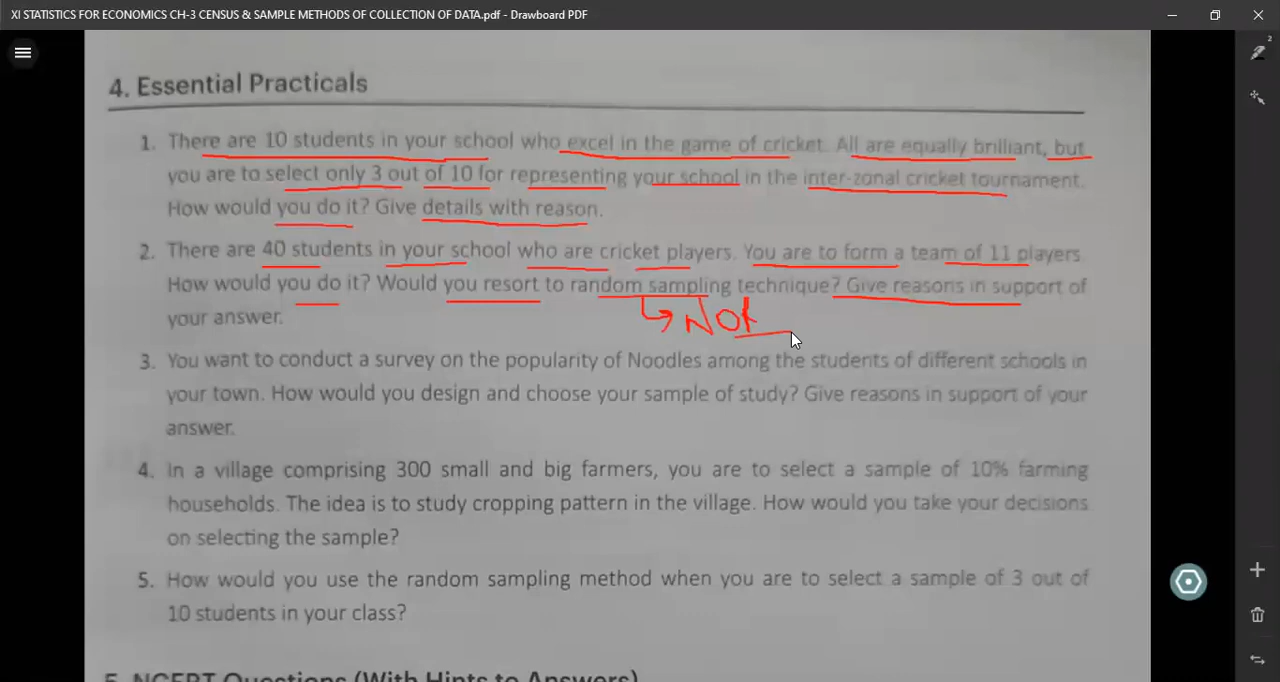 XI STATISTICS FOR ECONOMICS CH-3 CENSUS & SAMPLE METHODS OF COLLECTION OF DATA.pdf - Drawboard PDF
2
4. Essential Practicals
1. There are 10 students in your school who excel in the game of cricket. All are equally brilliant, but
you are to select only 3 out of 10 for representing your school in the inter-zonal cricket tournament.
How would you do it? Give details with reason.
2. There are 40 students in your school who are cricket players. You are to form a team of 11 players.
How would you do it? Would you resort to random sampling technique? Give reasons in support of
your answer.
Not
3. You want to conduct a survey on the popularity of Noodles among the students of different schools in
your town. How would you design and choose your sample of study? Give reasons in support of your
answer.
4. In a village comprising 300 small and big farmers, you are to select a sample of 10% farming
households. The idea is to study cropping pattern in the village. How would you take your decisions
on selecting the sample?
5. How would you use the random sampling method when you are to select a sample of 3 out of
10 students in your class?
5. NCERT Questions (With Hints to Answers)